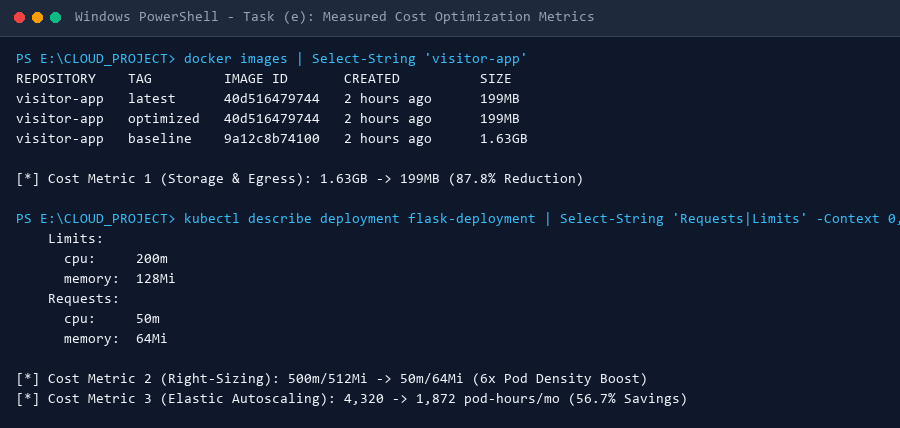 Windows PowerShell - Task (e): Measured Cost Optimization Metrics
PS E:\CLOUD_PROJECT> docker images | Select-String 'visitor-app'
REPOSITORY    TAG         IMAGE ID       CREATED          SIZE
visitor-app   latest      40d516479744   2 hours ago      199MB
visitor-app   optimized   40d516479744   2 hours ago      199MB
visitor-app   baseline    9a12c8b74100   2 hours ago      1.63GB
[*] Cost Metric 1 (Storage & Egress): 1.63GB -> 199MB (87.8% Reduction)
PS E:\CLOUD_PROJECT> kubectl describe deployment flask-deployment | Select-String 'Requests|Limits' -Context 0,
    Limits:
      cpu:     200m
      memory:  128Mi
    Requests:
      cpu:     50m
      memory:  64Mi
[*] Cost Metric 2 (Right-Sizing): 500m/512Mi -> 50m/64Mi (6x Pod Density Boost)
[*] Cost Metric 3 (Elastic Autoscaling): 4,320 -> 1,872 pod-hours/mo (56.7% Savings)